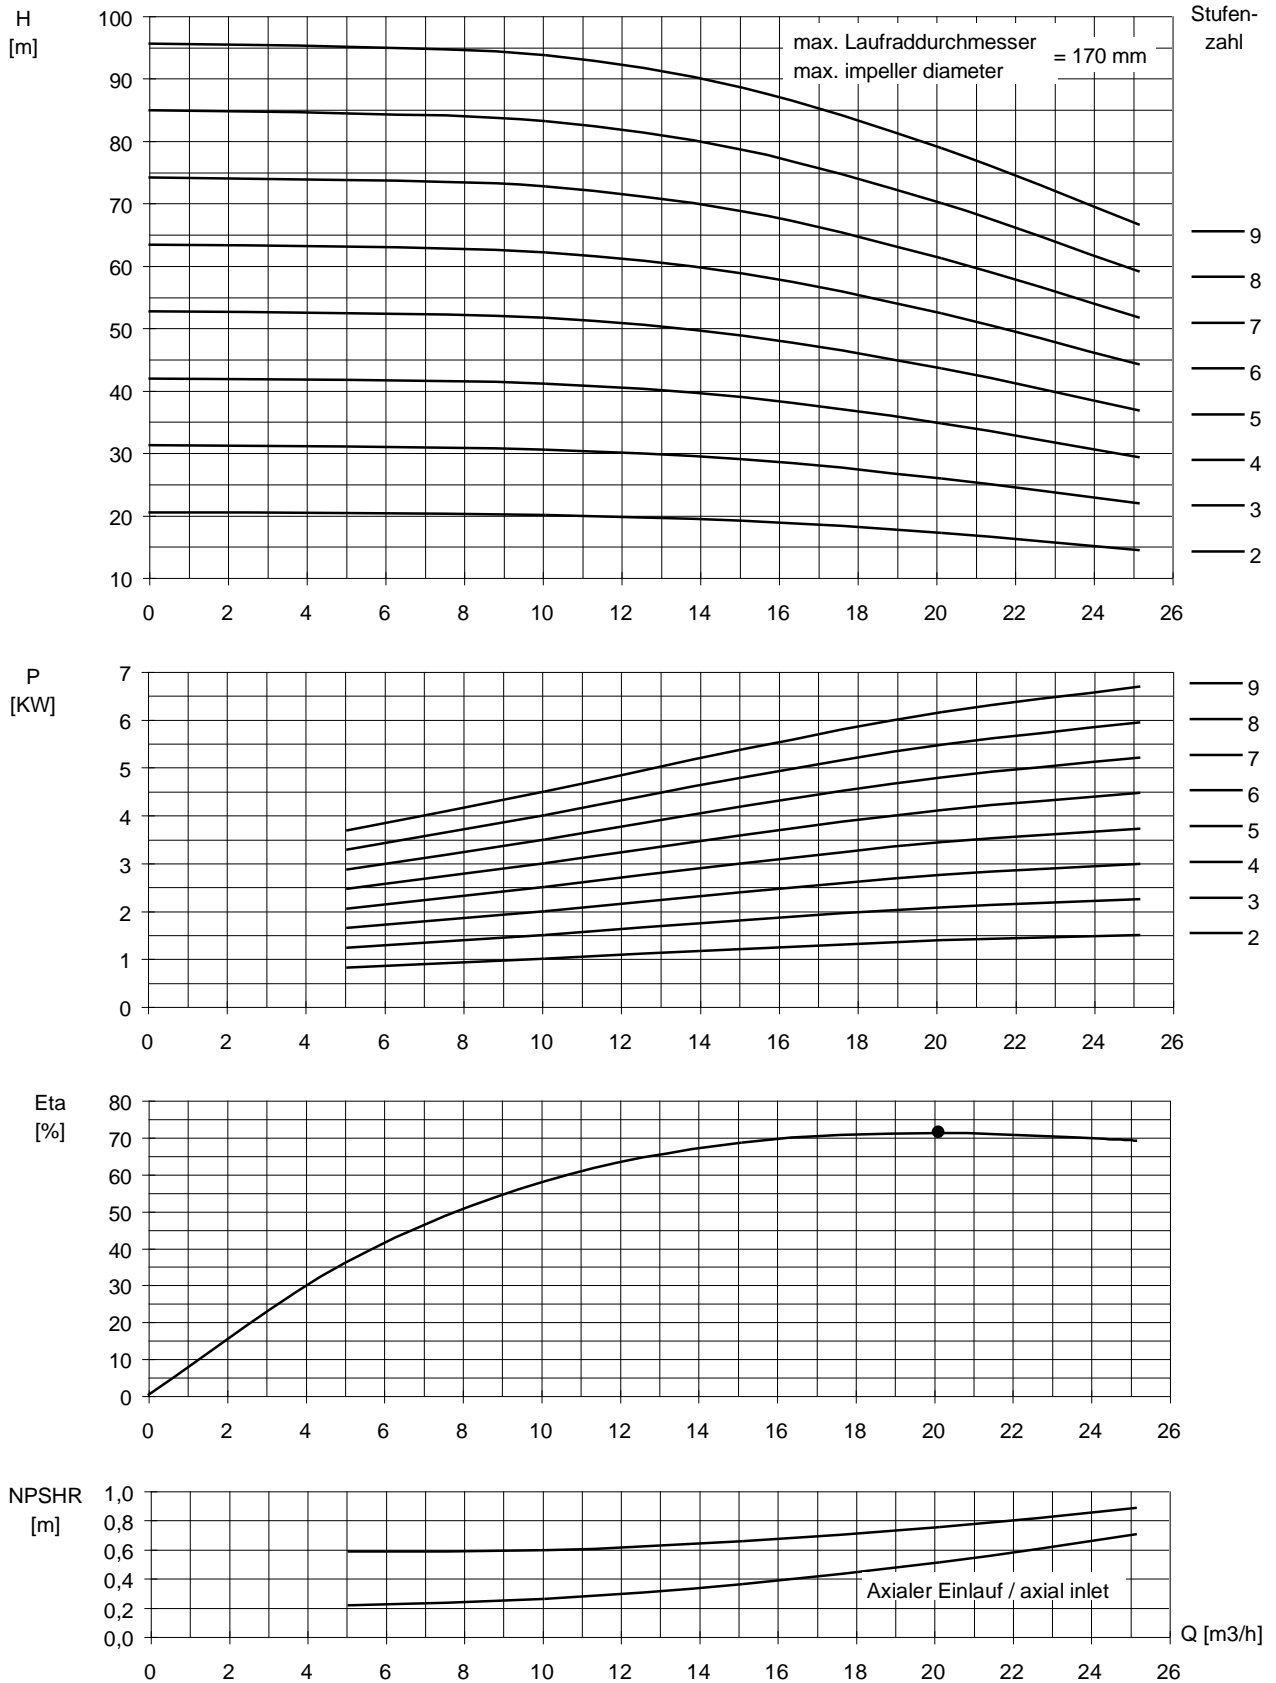 H
[m]
100
90
80
70
60
50
40
30
20
10
0 2 4 6 8 10 12 14 16 18 20 22 24 26
max. Laufraddurchmesser
max. impeller diameter
= 170 mm
Stufen-
zahl
9
8
7
6
5
4
3
2
P
[KW]
7
6
5
4
3
2
1
0
0 2 4 6 8 10 12 14 16 18 20 22 24 26
9
8
7
6
5
4
3
2
Eta
[%]
80
70
60
50
40
30
20
10
0
0 2 4 6 8 10 12 14 16 18 20 22 24 26
NPSHR
[m]
1,0
0,8
0,6
0,4
0,2
0,0
Axialer Einlauf / axial inlet
Q [m3/h]
0 2 4 6 8 10 12 14 16 18 20 22 24 26